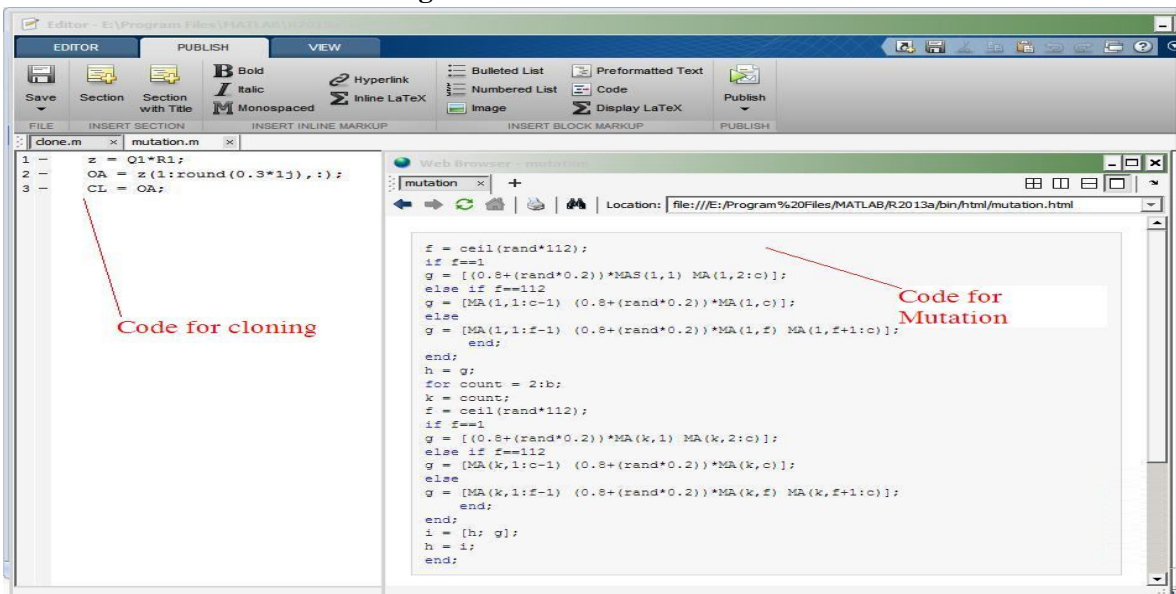 Editor - E:\Program Files\MATLAB\R2013a
EDITOR PUBLISH VIEW
Save
Section
Section with Title
B Bold
I Italic
M Monospaced
Hyperlink
Σ Inline LaTeX
Bulleted List
Numbered List
Image
Preformatted Text
Code
Σ Display LaTeX
Publish
FILE INSERT SECTION INSERT INLINE MARKUP INSERT BLOCK MARKUP PUBLISH
clone.m × mutation.m ×
1 – z = Q1*R1;
2 – OA = z(1:round(0.3*1j),:);
3 – CL = OA;
Code for cloning
Web Browser - mutation
mutation × +
Location: file:///E:/Program%20Files/MATLAB/R2013a/bin/html/mutation.html
f = ceil(rand*112);
if f==1
g = [(0.8+(rand*0.2))*MAS(1,1) MA(1,2:c)];
else if f==112
g = [MA(1,1:c-1) (0.8+(rand*0.2))*MA(1,c)];
else
g = [MA(1,1:f-1) (0.8+(rand*0.2))*MA(1,f) MA(1,f+1:c)];
end;
end;
h = g;
for count = 2:b;
k = count;
f = ceil(rand*112);
if f==1
g = [(0.8+(rand*0.2))*MA(k,1) MA(k,2:c)];
else if f==112
g = [MA(k,1:c-1) (0.8+(rand*0.2))*MA(k,c)];
else
g = [MA(k,1:f-1) (0.8+(rand*0.2))*MA(k,f) MA(k,f+1:c)];
end;
end;
i = [h; g];
h = i;
end;
Code for
Mutation